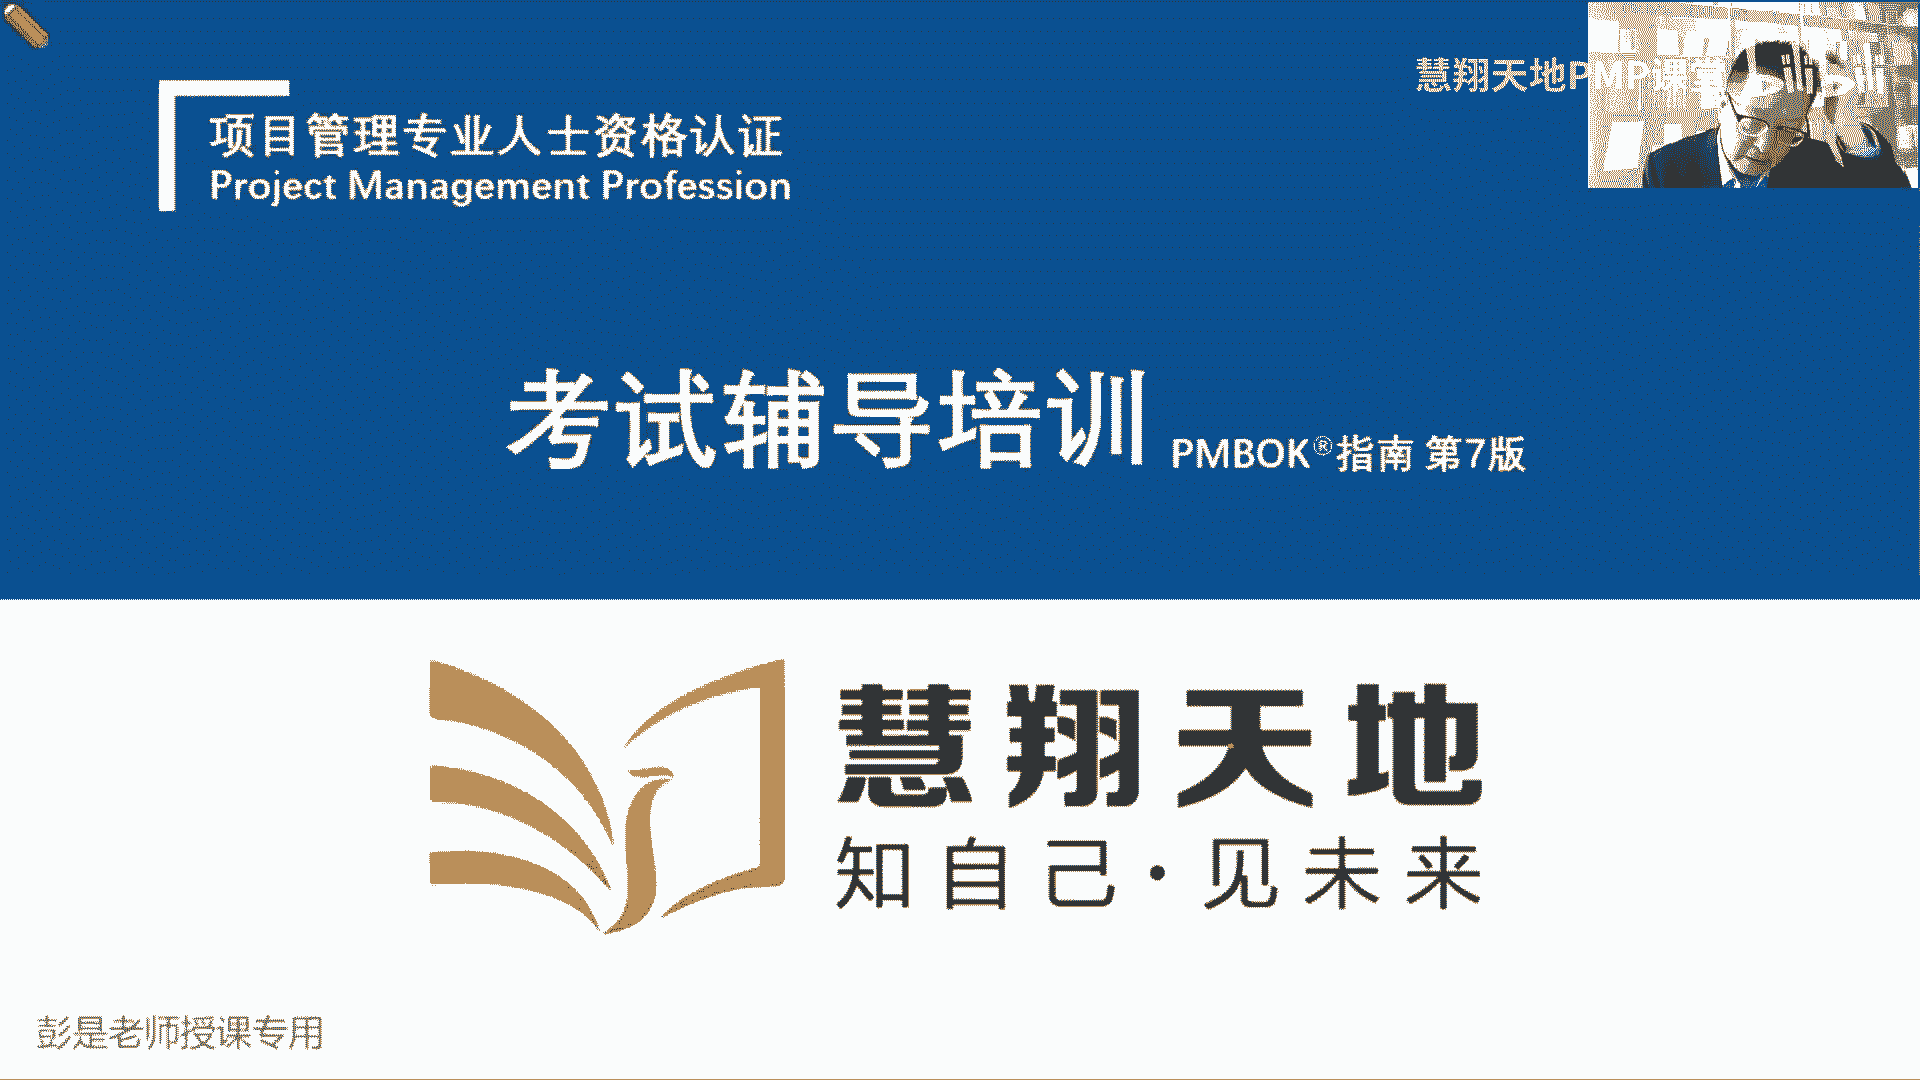 慧翔天地PMP课堂
bilibili
项目管理专业人士资格认证
Project Management Profession
考试辅导培训 PMBOK®指南 第7版
慧翔天地
知自己·见未来
彭是老师授课专用